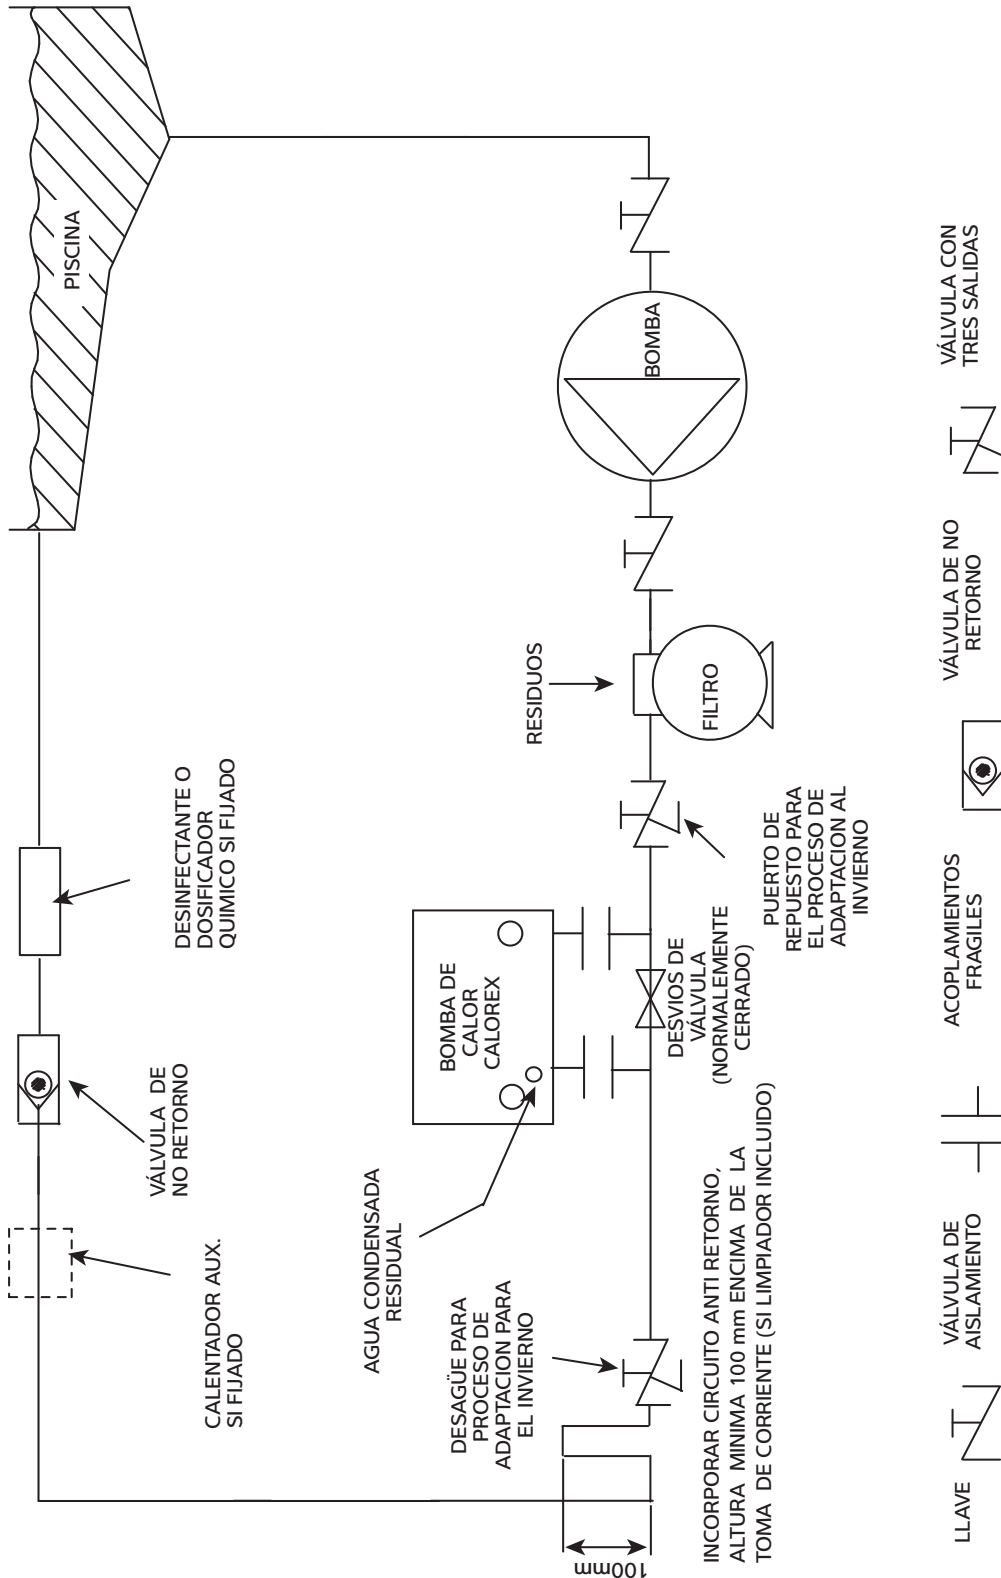 PISCINA
DESINFECTANTE O
DOSIFICADOR
QUIMICO SI FIJADO
VÁLVULA DE
NO RETORNO
CALENTADOR AUX.
SI FIJADO
AGUA CONDENSADA
RESIDUAL
BOMBA DE
CALOR
CALOREX
RESIDUOS
BOMBA
FILTRO
DESAGÜE PARA
PROCESO DE
ADAPTACION PARA
EL INVIERNO
DESVIOS DE
VÁLVULA
(NORMALEMENTE
CERRADO)
PUERTO DE
REPUESTO PARA
EL PROCESO DE
ADAPTACION AL
INVIERNO
100mm
INCORPORAR CIRCUITO ANTI RETORNO,
ALTURA MINIMA 100 mm ENCIMA DE LA
TOMA DE CORRIENTE (SI LIMPIADOR INCLUIDO)
LLAVE
VÁLVULA DE
AISLAMIENTO
ACOPLAMIENTOS
FRAGILES
VÁLVULA DE NO
RETORNO
VÁLVULA CON
TRES SALIDAS